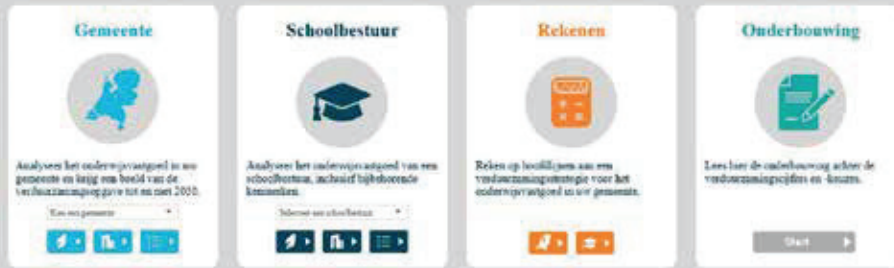 Gemeente
Analyseer het onderwijsvastgoed in uw
gemeente en krijg een beeld van de
verduurzamingsopgave tot en met 2050.
Kies een gemeente
Schoolbestuur
Analyseer het onderwijsvastgoed van een
schoolbestuur, inclusief bijbehorende
kenmerken.
Selecteer een schoolbestuur
Rekenen
Reken op hoofdlijnen aan een
verduurzamingsstrategie voor het
onderwijsvastgoed in uw gemeente.
Onderbouwing
Lees hier de onderbouwing achter de
verduurzamingscijfers en -keuzes.
Start